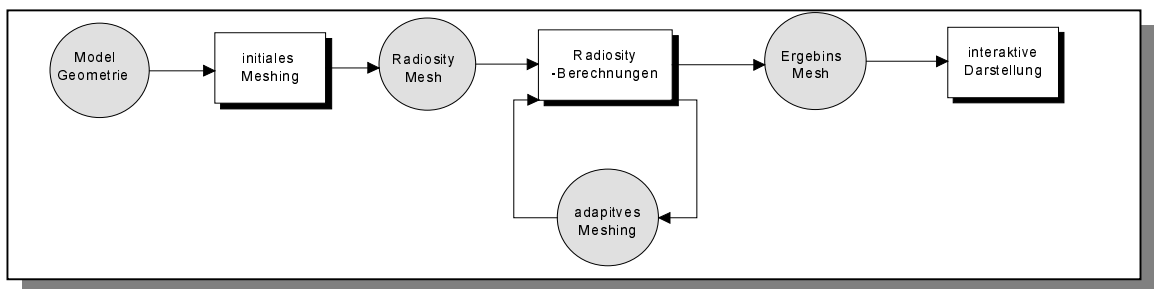 Model
Geometrie
initiales
Meshing
Radiosity
Mesh
Radiosity
-Berechnungen
Ergebins
Mesh
interaktive
Darstellung
adapitves
Meshing